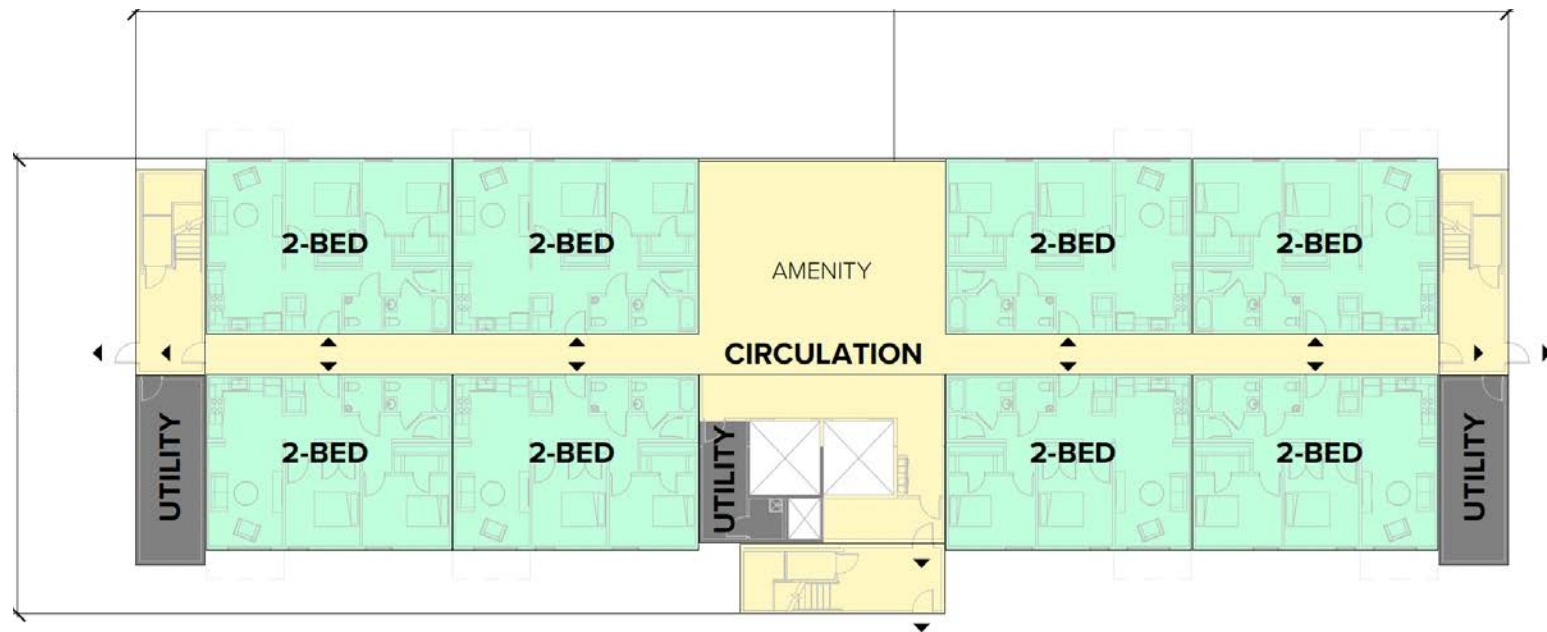 2-BED
2-BED
2-BED
2-BED
AMENITY
CIRCULATION
2-BED
2-BED
2-BED
2-BED
UTILITY
UTILITY
UTILITY